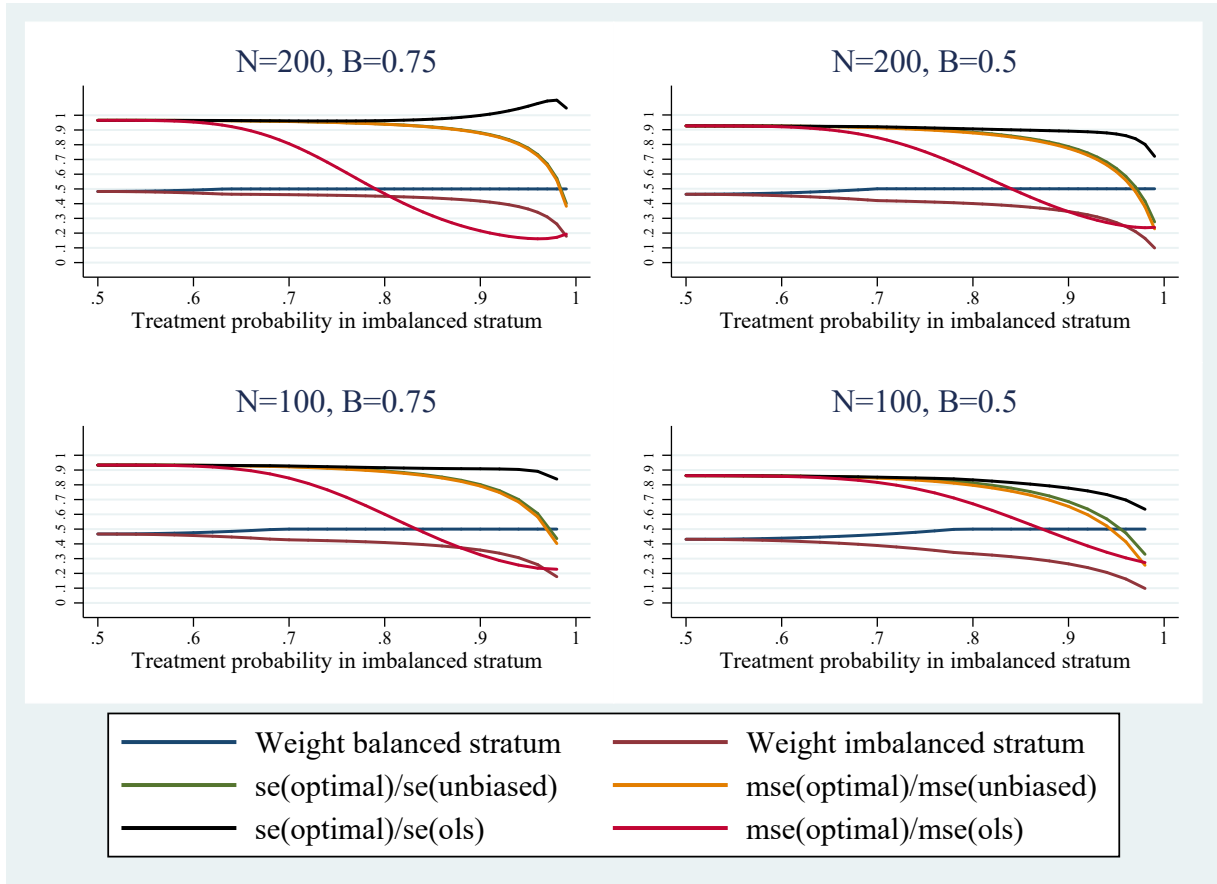 N=200, B=0.75
0 .1 .2 .3 .4 .5 .6 .7 .8 .9 1
.5 .6 .7 .8 .9 1
Treatment probability in imbalanced stratum
N=200, B=0.5
0 .1 .2 .3 .4 .5 .6 .7 .8 .9 1
.5 .6 .7 .8 .9 1
Treatment probability in imbalanced stratum
N=100, B=0.75
0 .1 .2 .3 .4 .5 .6 .7 .8 .9 1
.5 .6 .7 .8 .9 1
Treatment probability in imbalanced stratum
N=100, B=0.5
0 .1 .2 .3 .4 .5 .6 .7 .8 .9 1
.5 .6 .7 .8 .9 1
Treatment probability in imbalanced stratum
Weight balanced stratum
Weight imbalanced stratum
se(optimal)/se(unbiased)
mse(optimal)/mse(unbiased)
se(optimal)/se(ols)
mse(optimal)/mse(ols)